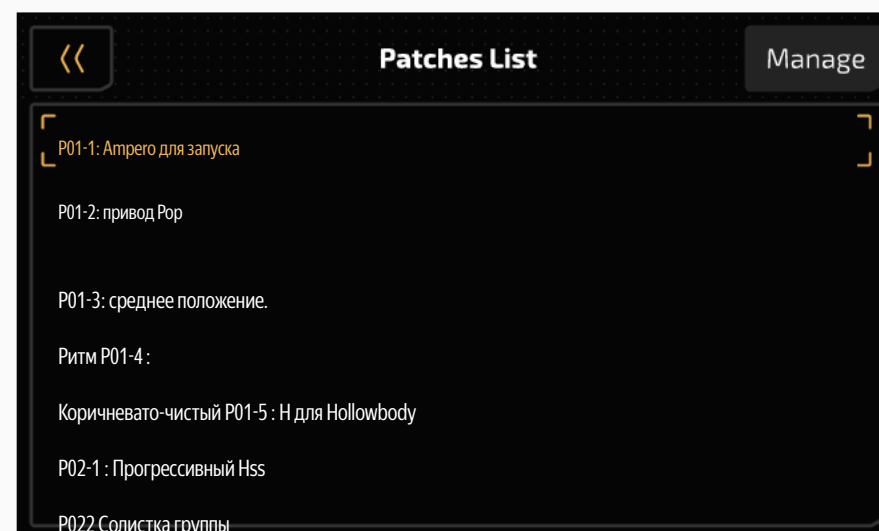 Patches List
Manage
P01-1: Ampero для запуска
P01-2: привод Pop
P01-3: среднее положение.
Ритм P01-4 :
Коричневато-чистый P01-5 : H для Hollowbody
P02-1 : Прогрессивный Hss
P022 Солистка группы